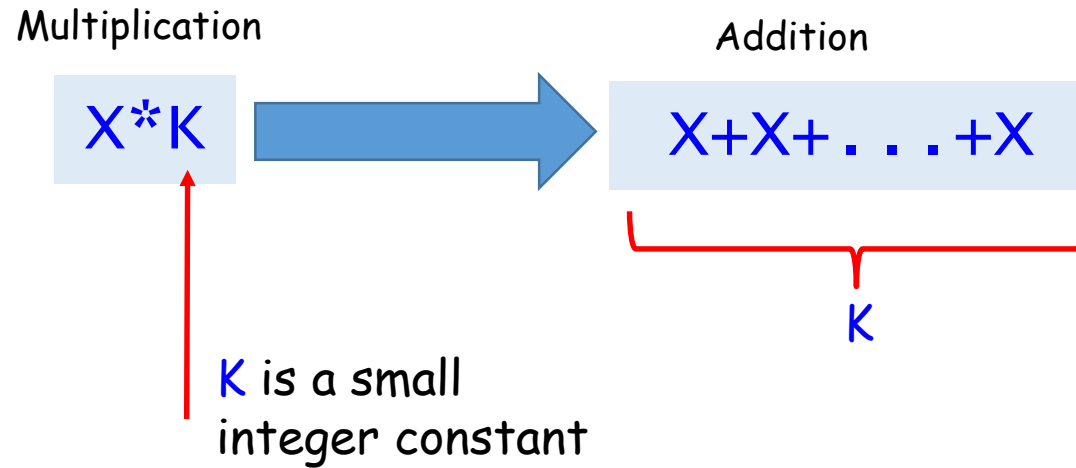 Multiplication
Addition
X*K
X+X+...+X
K
K is a small
integer constant